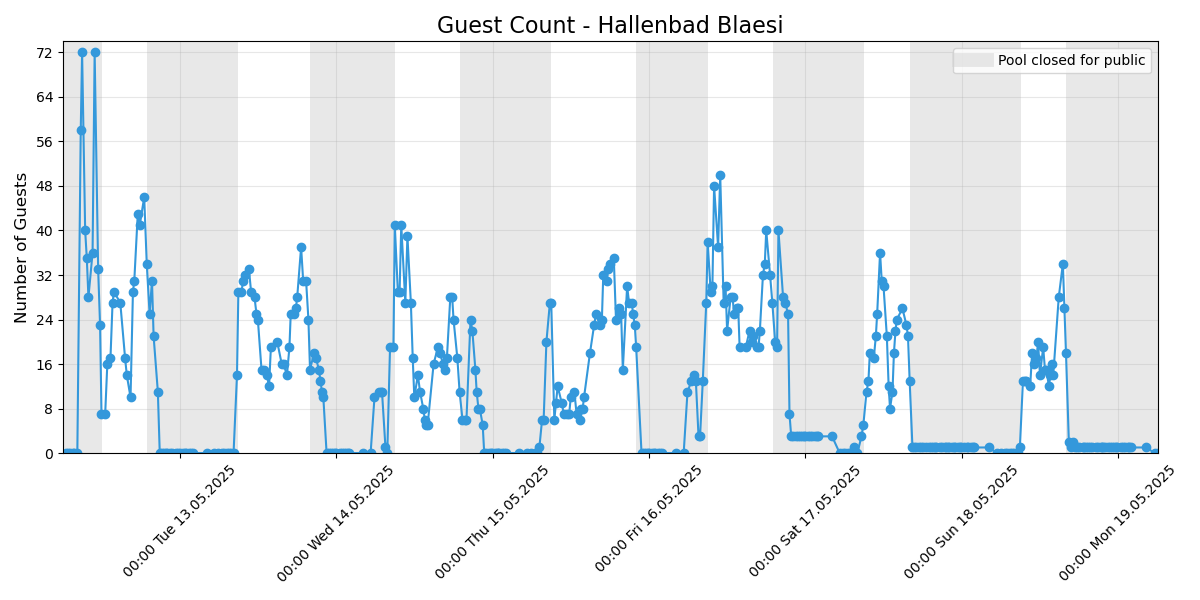 Guest Count - Hallenbad Blaesi
Pool closed for public
Number of Guests
72
64
56
48
40
32
24
16
8
0
00:00 Tue 13.05.2025
00:00 Wed 14.05.2025
00:00 Thu 15.05.2025
00:00 Fri 16.05.2025
00:00 Sat 17.05.2025
00:00 Sun 18.05.2025
00:00 Mon 19.05.2025